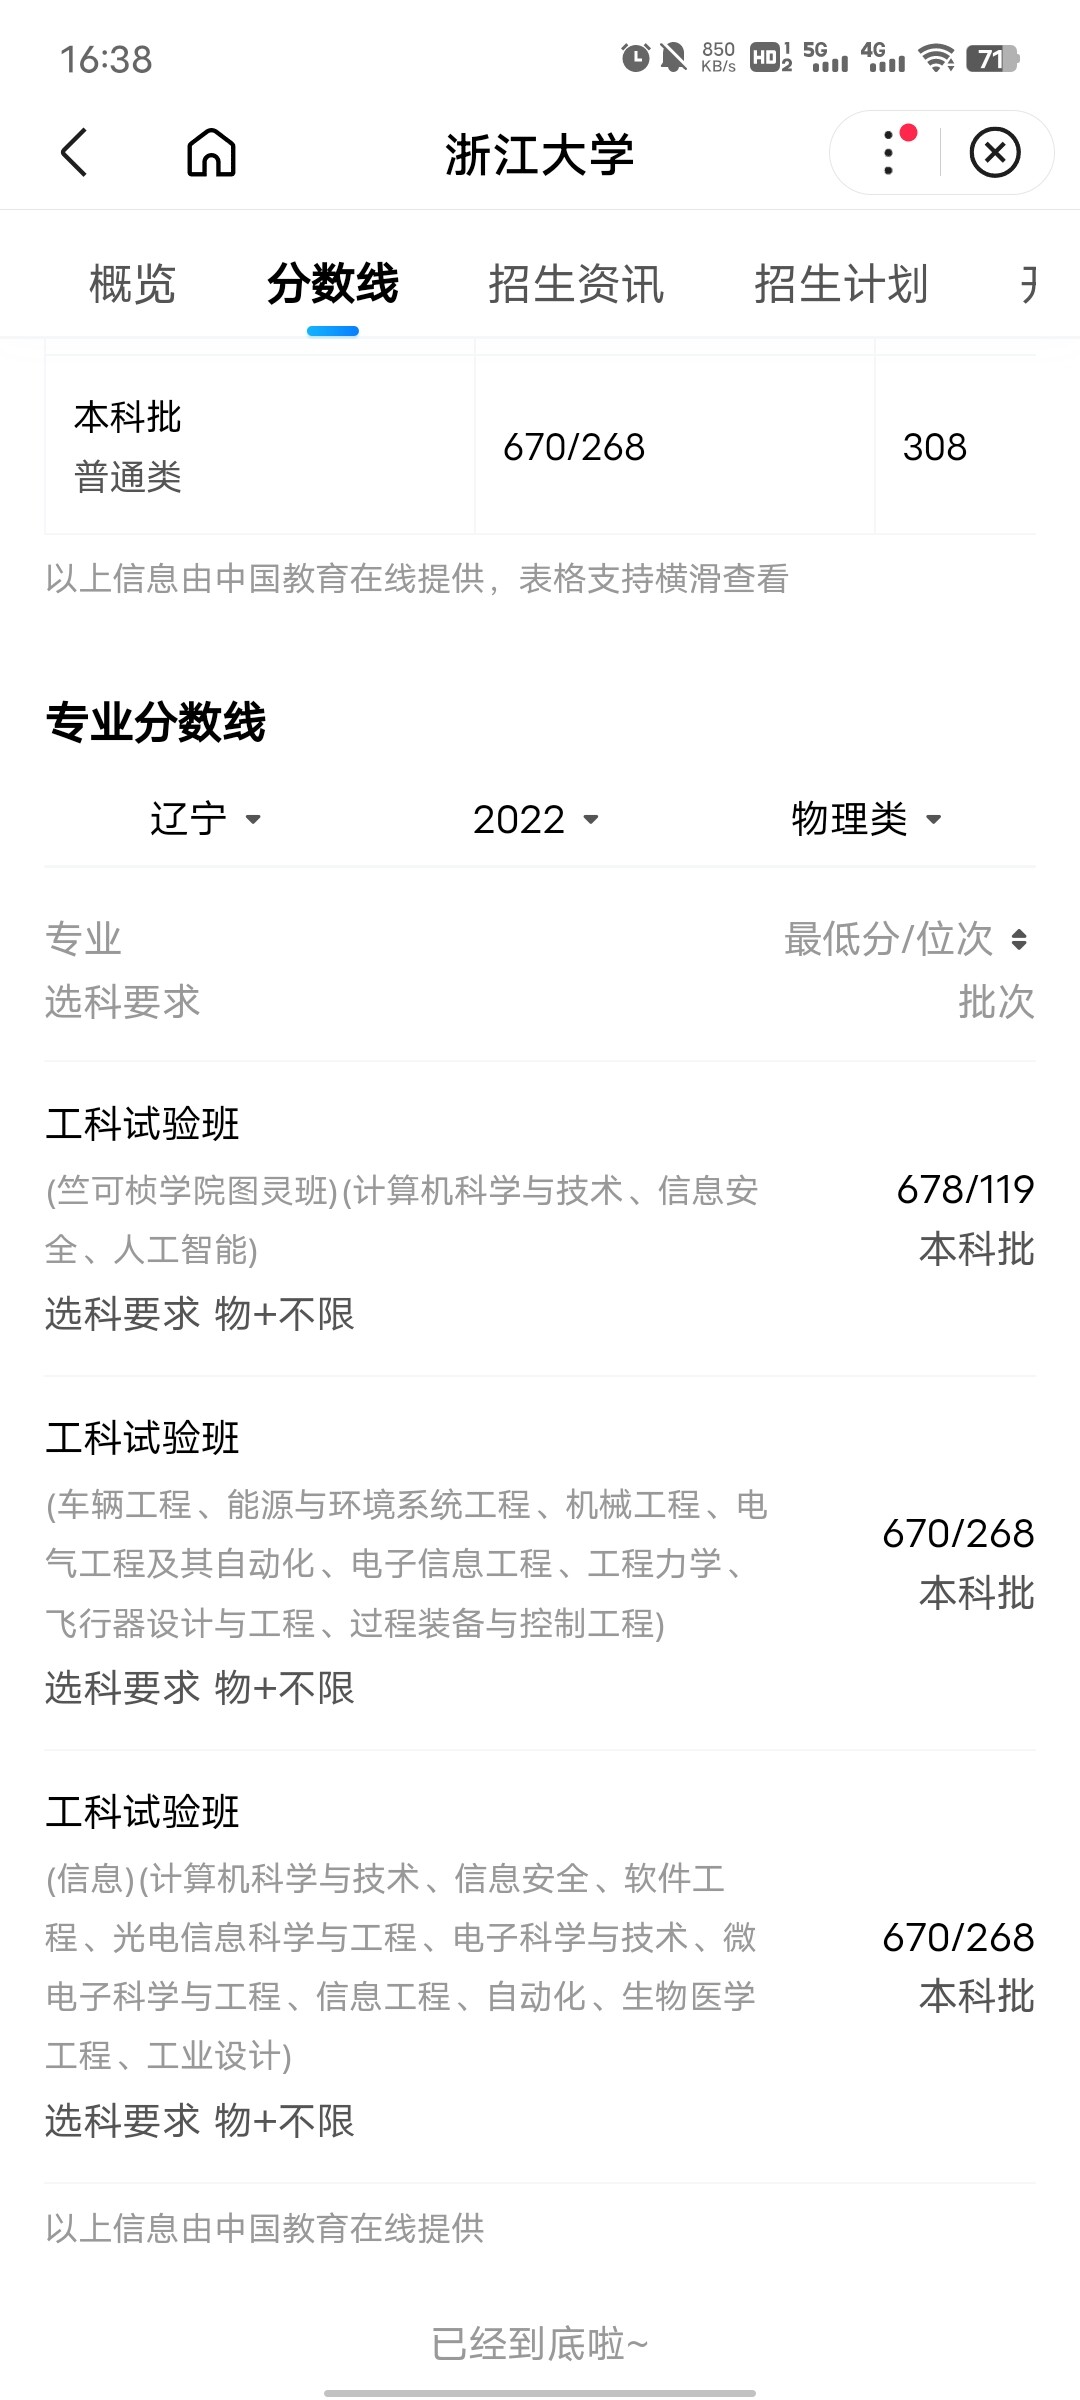 16:38
850
KB/s
HD 1
2
5G
4G
71
浙江大学
概览
分数线
招生资讯
招生计划
本科批
普通类
670/268
308
以上信息由中国教育在线提供，表格支持横滑查看
专业分数线
辽宁
2022
物理类
专业
最低分/位次
选科要求
批次
工科试验班
(竺可桢学院图灵班)(计算机科学与技术、信息安
全、人工智能)
678/119
本科批
选科要求 物+不限
工科试验班
(车辆工程、能源与环境系统工程、机械工程、电
气工程及其自动化、电子信息工程、工程力学、
飞行器设计与工程、过程装备与控制工程)
670/268
本科批
选科要求 物+不限
工科试验班
(信息)(计算机科学与技术、信息安全、软件工
程、光电信息科学与工程、电子科学与技术、微
电子科学与工程、信息工程、自动化、生物医学
工程、工业设计)
670/268
本科批
选科要求 物+不限
以上信息由中国教育在线提供
已经到底啦~